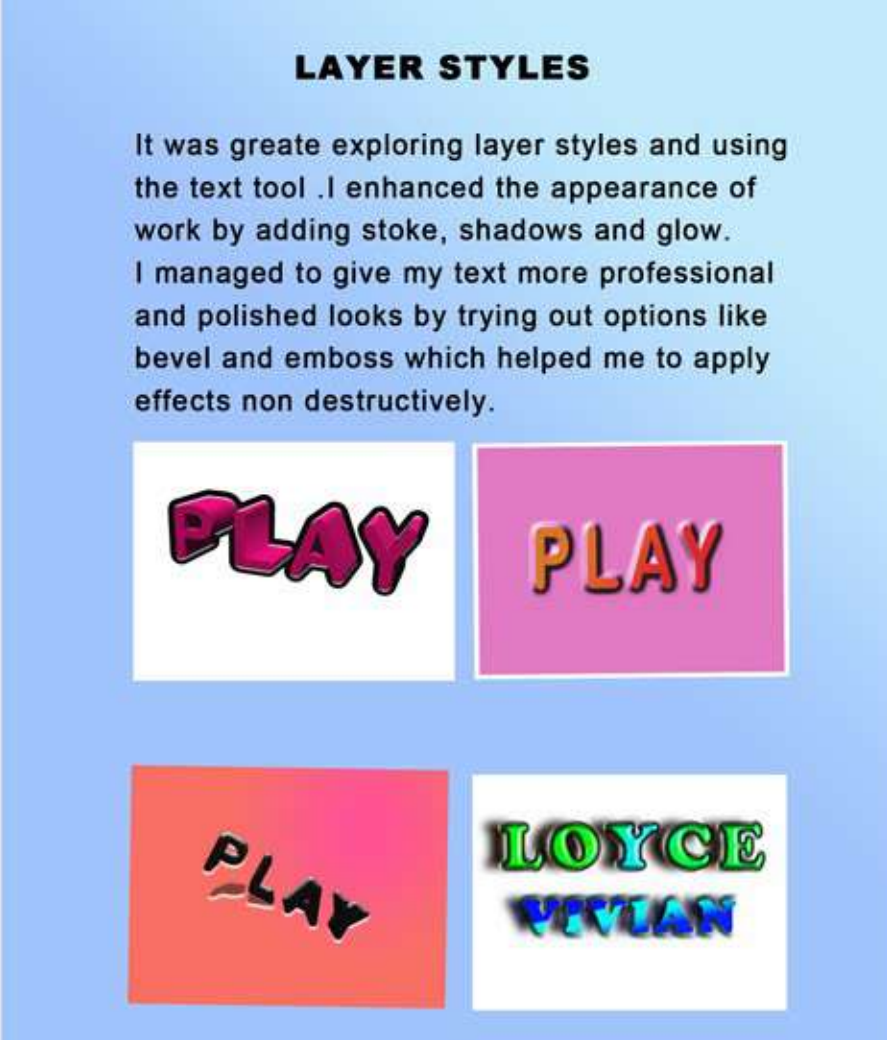 LAYER STYLES
It was greate exploring layer styles and using
the text tool .I enhanced the appearance of
work by adding stoke, shadows and glow.
I managed to give my text more professional
and polished looks by trying out options like
bevel and emboss which helped me to apply
effects non destructively.
PLAY
PLAY
PLAY
LOYCE
VIVIAN